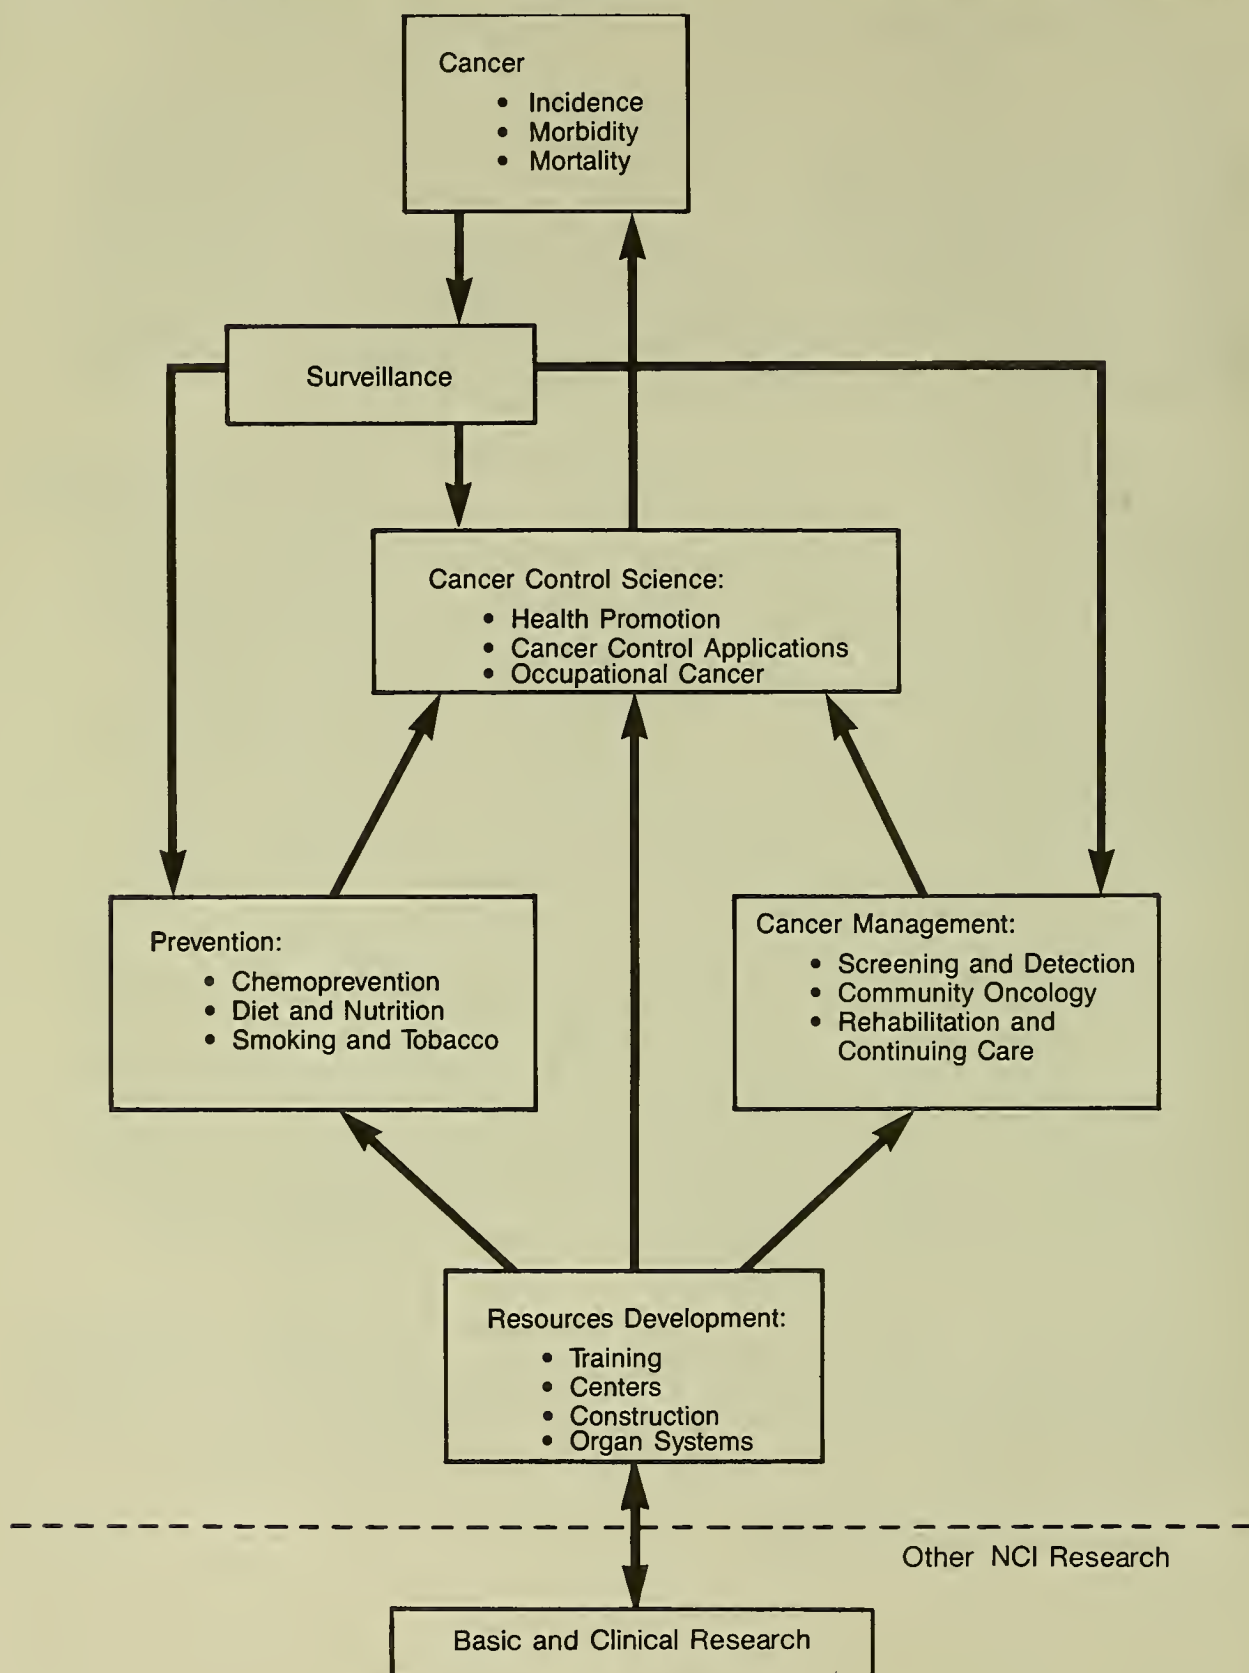 Cancer
• Incidence
• Morbidity
• Mortality
Surveillance
Cancer Control Science:
• Health Promotion
• Cancer Control Applications
• Occupational Cancer
Prevention:
• Chemoprevention
• Diet and Nutrition
• Smoking and Tobacco
Cancer Management:
• Screening and Detection
• Community Oncology
• Rehabilitation and
Continuing Care
Resources Development:
• Training
• Centers
• Construction
• Organ Systems
Other NCI Research
Basic and Clinical Research